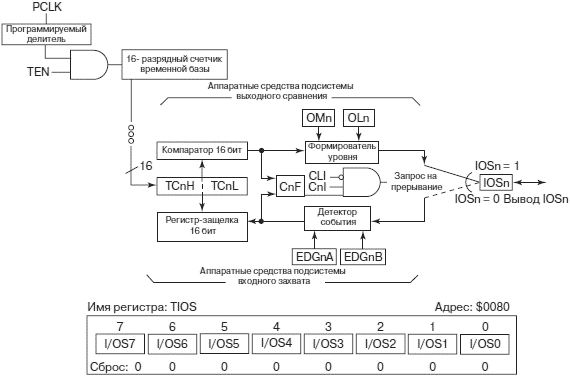 PCLK
Программируемый
делитель
TEN
16- разрядный счетчик
временной базы
Аппаратные средства подсистемы
выходного сравнения
OMn
OLn
Компаратор 16 бит
Формирователь
уровня
16
TCnH
TCnL
CnF
CLI
CnI
Запрос на
прерывание
IOSn = 1
IOSn
IOSn = 0 Вывод IOSn
Регистр-защелка
16 бит
Детектор
события
EDGnA
EDGnB
Аппаратные средства подсистемы
входного захвата
Имя регистра: TIOS
Адрес: $0080
7 6 5 4 3 2 1 0
I/OS7 I/OS6 I/OS5 I/OS4 I/OS3 I/OS2 I/OS1 I/OS0
Сброс: 0 0 0 0 0 0 0 0